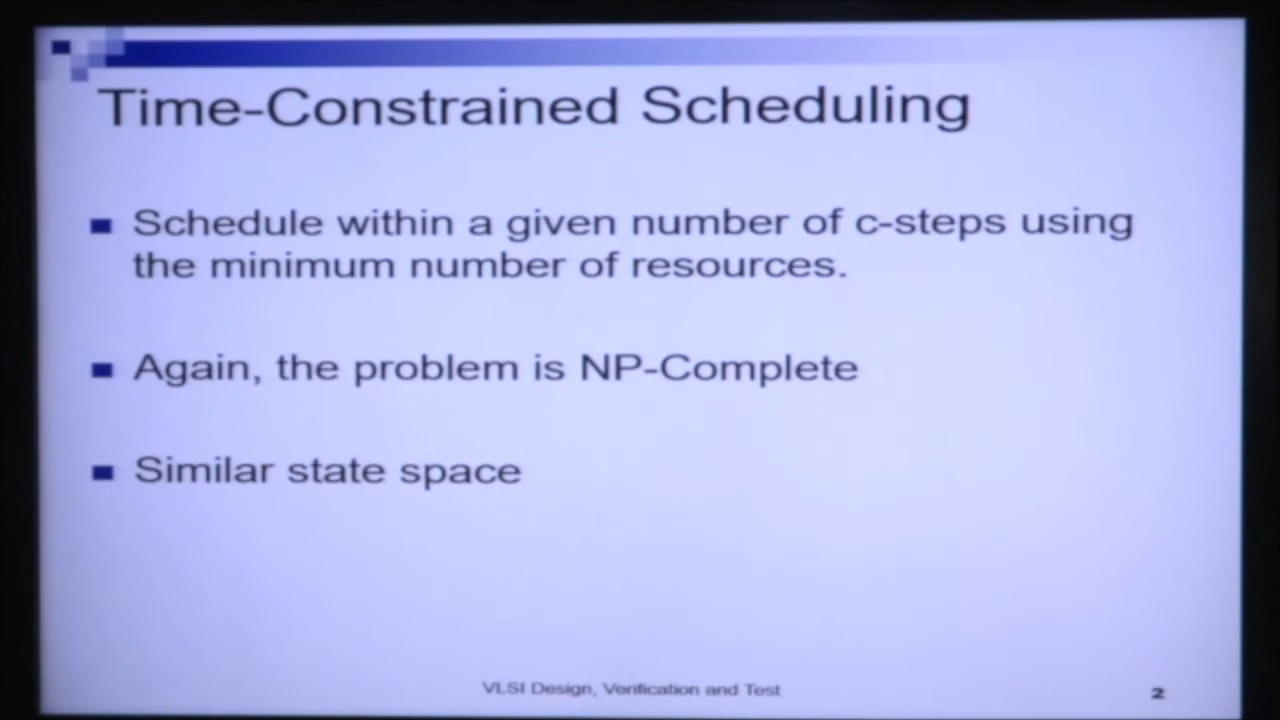 Time-Constrained Scheduling
Schedule within a given number of c-steps using
the minimum number of resources.
Again, the problem is NP-Complete
Similar state space
VLSI Design, Verification and Test
2